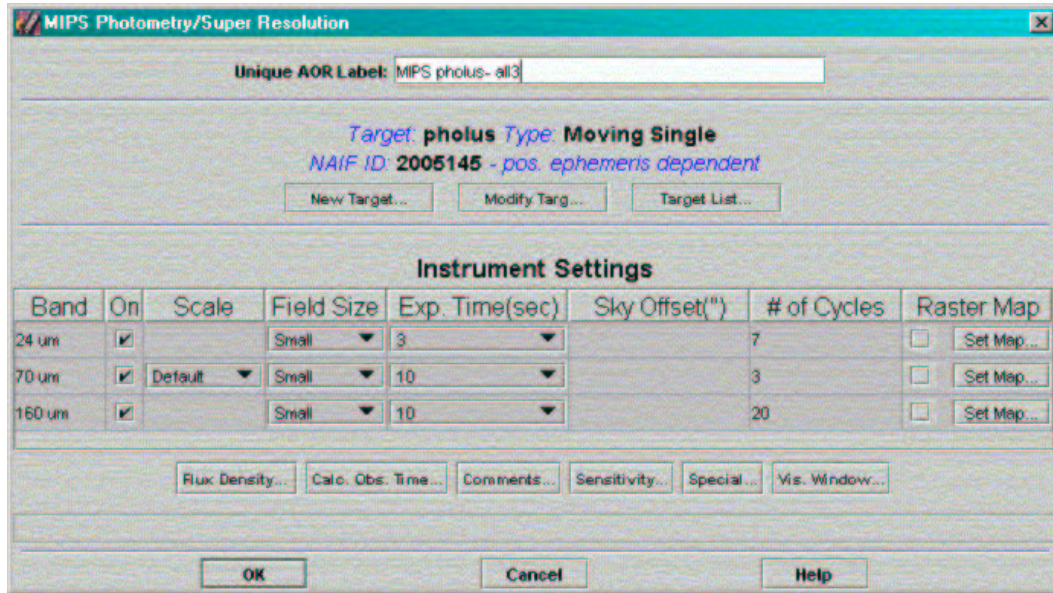 MIPS Photometry/Super Resolution
Unique AOR Label: MIPS pholus- all3
Target: pholus Type: Moving Single
NAIF ID: 2005145 - pos. ephemeris dependent
New Target... Modify Targ... Target List...
Instrument Settings
Band On Scale Field Size Exp. Time(sec) Sky Offset(") # of Cycles Raster Map
24 um Small 3 7 Set Map...
70 um Default Small 10 3 Set Map...
160 um Small 10 20 Set Map...
Flux Density... Calc. Obs. Time... Comments... Sensitivity... Special... Vis. Window...
OK Cancel Help